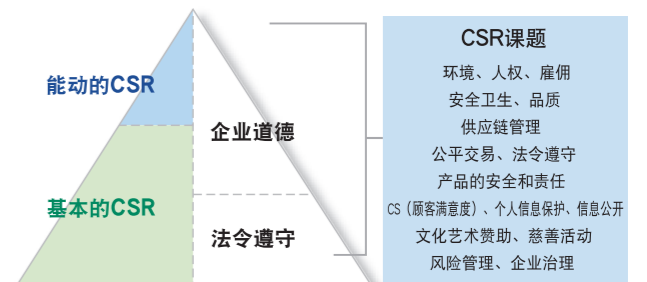 能动的CSR
基本的CSR
企业道德
法令遵守
CSR课题
环境、人权、雇佣
安全卫生、品质
供应链管理
公平交易、法令遵守
产品的安全和责任
CS（顾客满意度）、个人信息保护、信息公开
文化艺术赞助、慈善活动
风险管理、企业治理